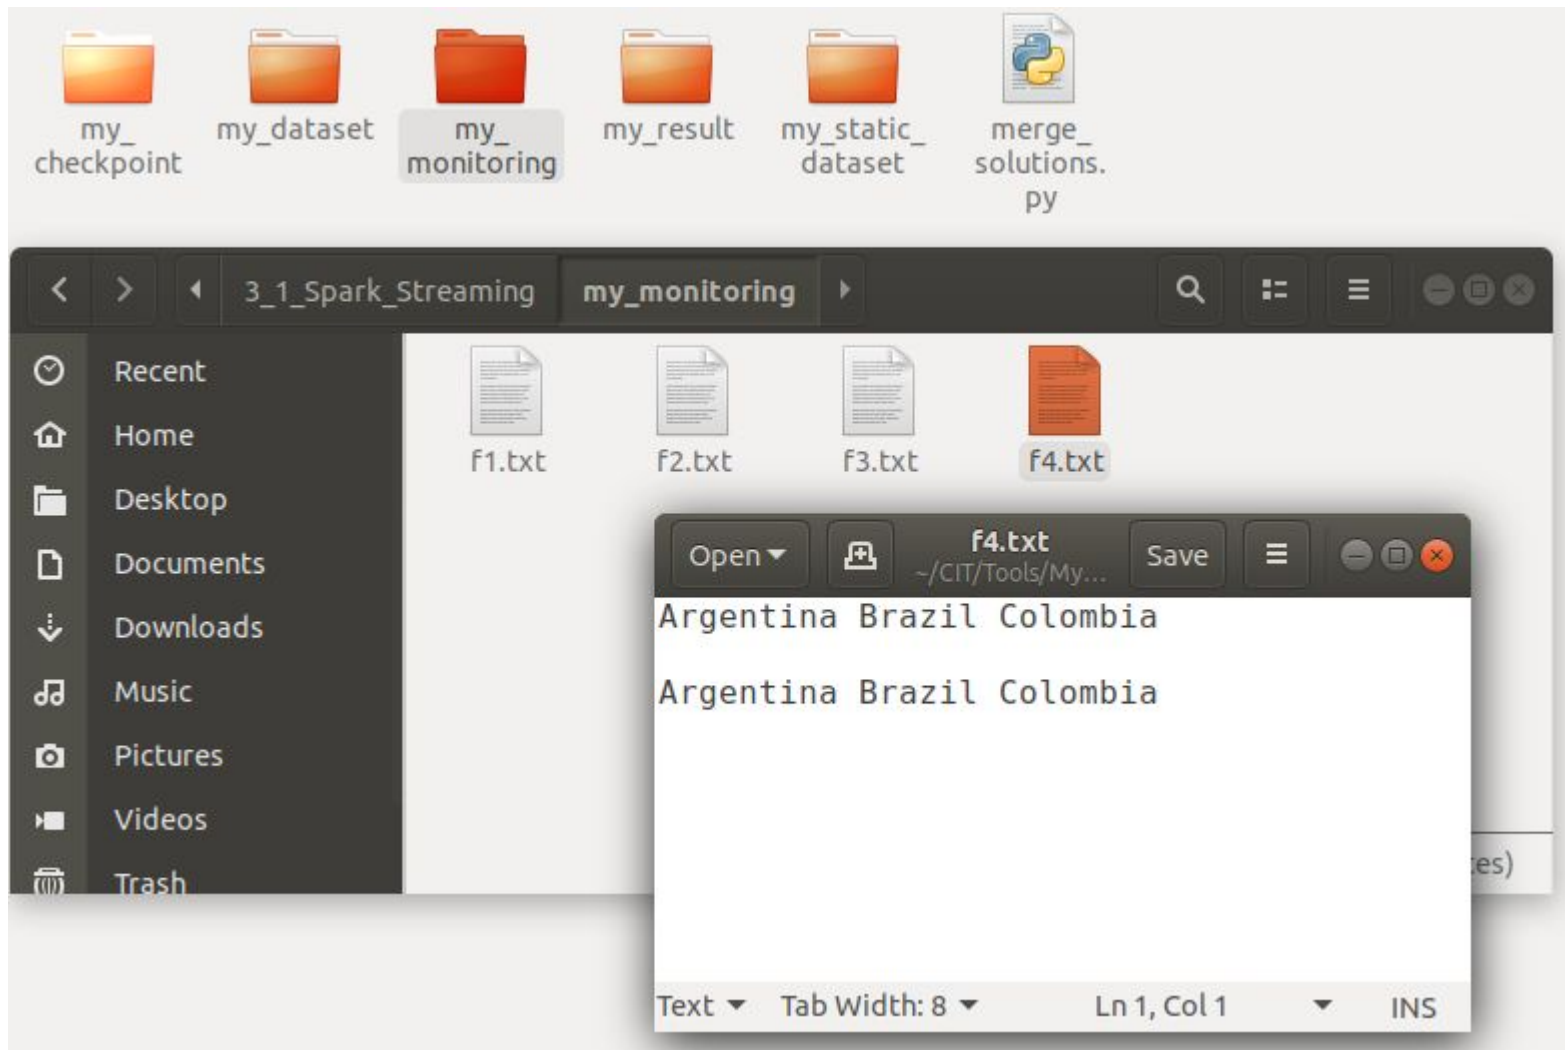 my_
checkpoint
my_dataset
my_
monitoring
my_result
my_static_
dataset
merge_
solutions.
py
3_1_Spark_Streaming
my_monitoring
Recent
Home
Desktop
Documents
Downloads
Music
Pictures
Videos
Trash
f1.txt
f2.txt
f3.txt
f4.txt
Open
f4.txt
~/CIT/Tools/My...
Save
Argentina Brazil Colombia
Argentina Brazil Colombia
Text
Tab Width: 8
Ln 1, Col 1
INS